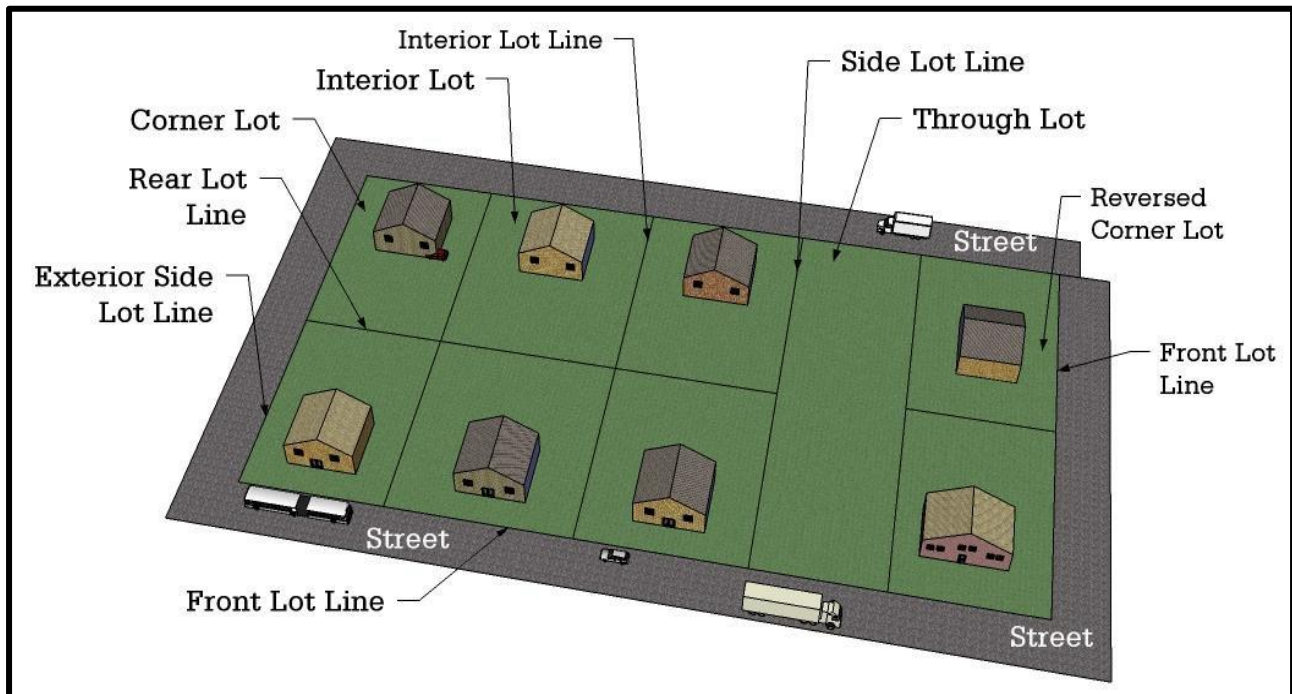 Interior Lot Line
Side Lot Line
Interior Lot
Through Lot
Corner Lot
Rear Lot
Line
Reversed
Corner Lot
Street
Exterior Side
Lot Line
Front Lot
Line
Street
Front Lot Line
Street